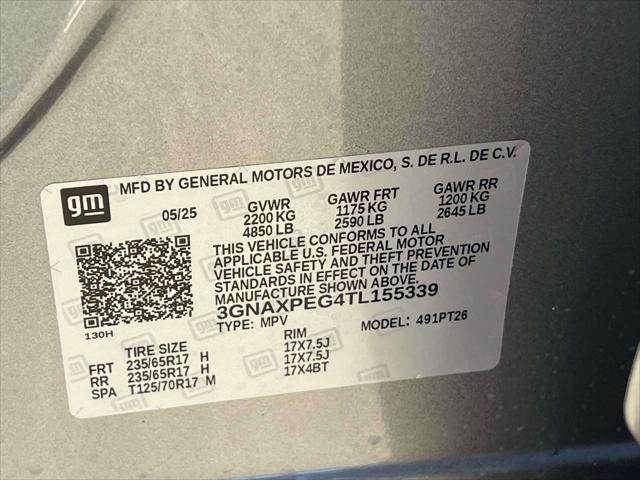 gm
MFD BY GENERAL MOTORS DE MEXICO, S. DE R.L. DE C.V.
05/25 GVWR GAWR FRT GAWR RR
2200 KG 1175 KG 1200 KG
4850 LB 2590 LB 2645 LB
THIS VEHICLE CONFORMS TO ALL
APPLICABLE U.S. FEDERAL MOTOR
VEHICLE SAFETY AND THEFT PREVENTION
STANDARDS IN EFFECT ON THE DATE OF
MANUFACTURE SHOWN ABOVE.
3GNAXPEG4TL155339
130H TYPE: MPV MODEL: 491PT26
TIRE SIZE RIM
FRT 235/65R17 H 17X7.5J
RR 235/65R17 H 17X7.5J
SPA T125/70R17 M 17X4BT